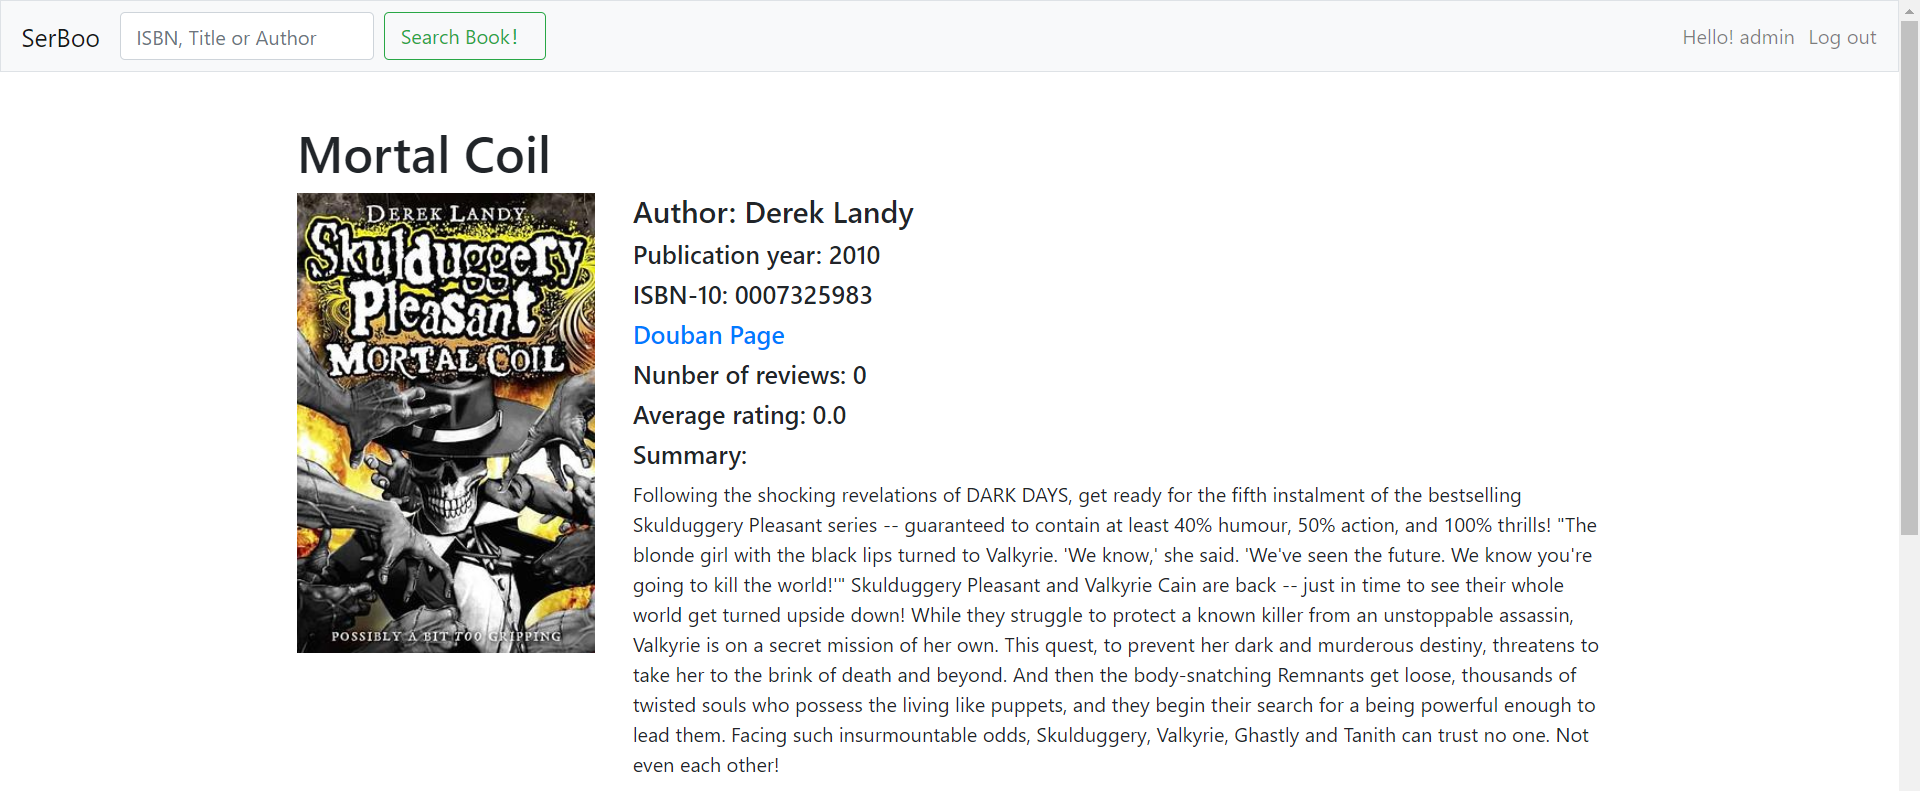 SerBoo
ISBN, Title or Author
Search Book!
Hello! admin
Log out
Mortal Coil
DEREK LANDY
Skulduggery
Pleasant
MORTAL COIL
POSSIBLY A BIT TOO GRIPPING
Author: Derek Landy
Publication year: 2010
ISBN-10: 0007325983
Douban Page
Nunber of reviews: 0
Average rating: 0.0
Summary:
Following the shocking revelations of DARK DAYS, get ready for the fifth instalment of the bestselling
Skulduggery Pleasant series -- guaranteed to contain at least 40% humour, 50% action, and 100% thrills! "The
blonde girl with the black lips turned to Valkyrie. 'We know,' she said. 'We've seen the future. We know you're
going to kill the world!'" Skulduggery Pleasant and Valkyrie Cain are back -- just in time to see their whole
world get turned upside down! While they struggle to protect a known killer from an unstoppable assassin,
Valkyrie is on a secret mission of her own. This quest, to prevent her dark and murderous destiny, threatens to
take her to the brink of death and beyond. And then the body-snatching Remnants get loose, thousands of
twisted souls who possess the living like puppets, and they begin their search for a being powerful enough to
lead them. Facing such insurmountable odds, Skulduggery, Valkyrie, Ghastly and Tanith can trust no one. Not
even each other!